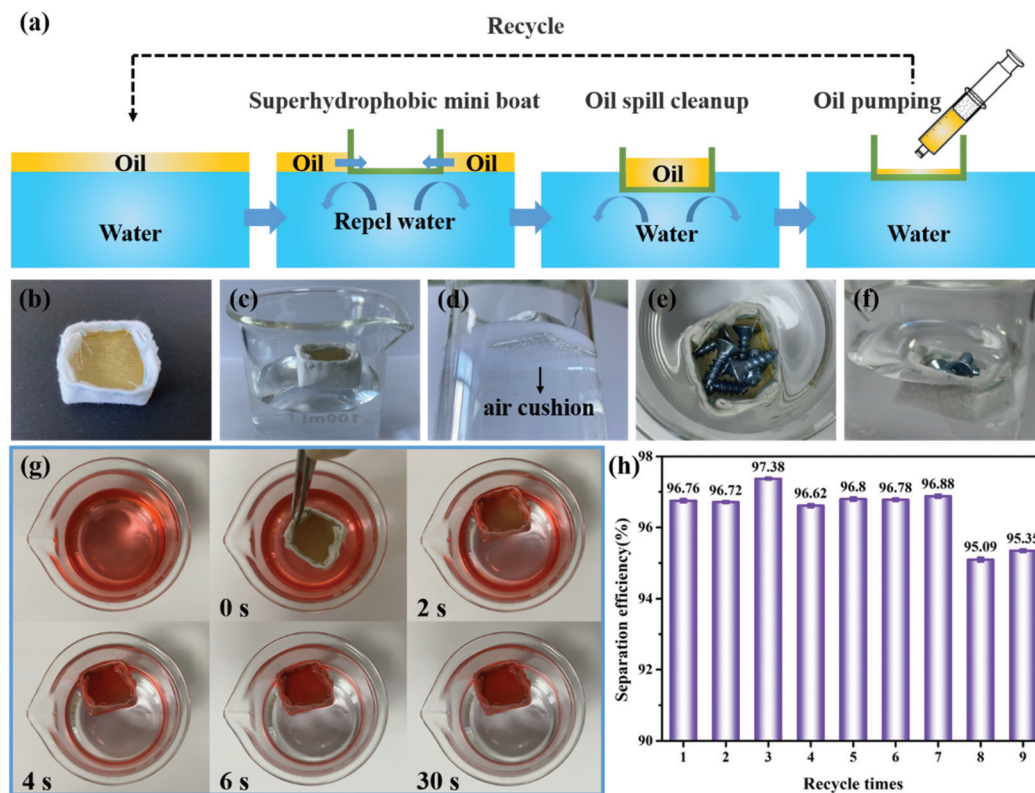 (a)
Recycle
Superhydrophobic mini boat
Oil spill cleanup
Oil pumping
Oil
Oil
Oil
Oil
Water
Repel water
Water
Water
(b)
(c)
(d)
air cushion
(e)
(f)
(g)
0 s
2 s
4 s
6 s
30 s
(h)
Separation efficiency(%)
98
96
94
92
90
96.76
96.72
97.38
96.62
96.8
96.78
96.88
95.09
95.35
1 2 3 4 5 6 7 8 9
Recycle times